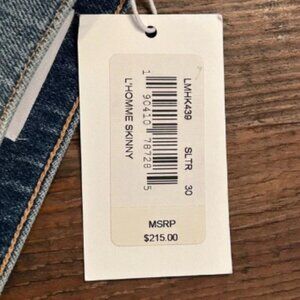 LMHK439 SLTR 30
1 90410 78728 5
L'HOMME SKINNY
MSRP
$215.00